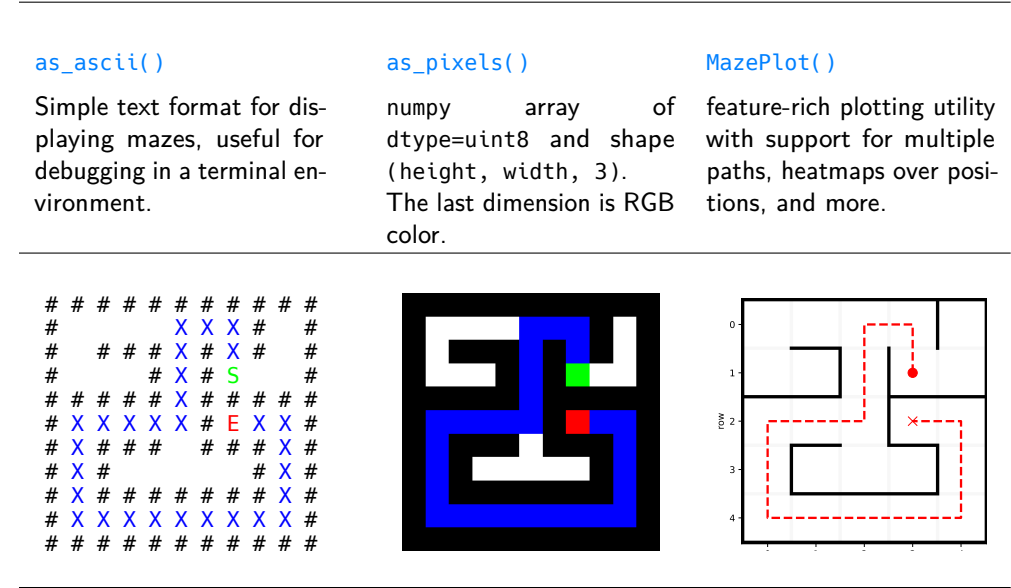 as_ascii()
Simple text format for dis-
playing mazes, useful for
debugging in a terminal en-
vironment.
as_pixels()
numpy array of
dtype=uint8 and shape
(height, width, 3).
The last dimension is RGB
color.
MazePlot()
feature-rich plotting utility
with support for multiple
paths, heatmaps over posi-
tions, and more.
# # # # # # # # # # #
#         X X X #   #
#   # # # X # X #   #
#       # X # S     #
# # # # # X # # # # #
# X X X X X # E X X #
# X # # #   # # # X #
# X #           # X #
# X # # # # # # # X #
# X X X X X X X X X #
# # # # # # # # # # #
0
1
row
2
3
4